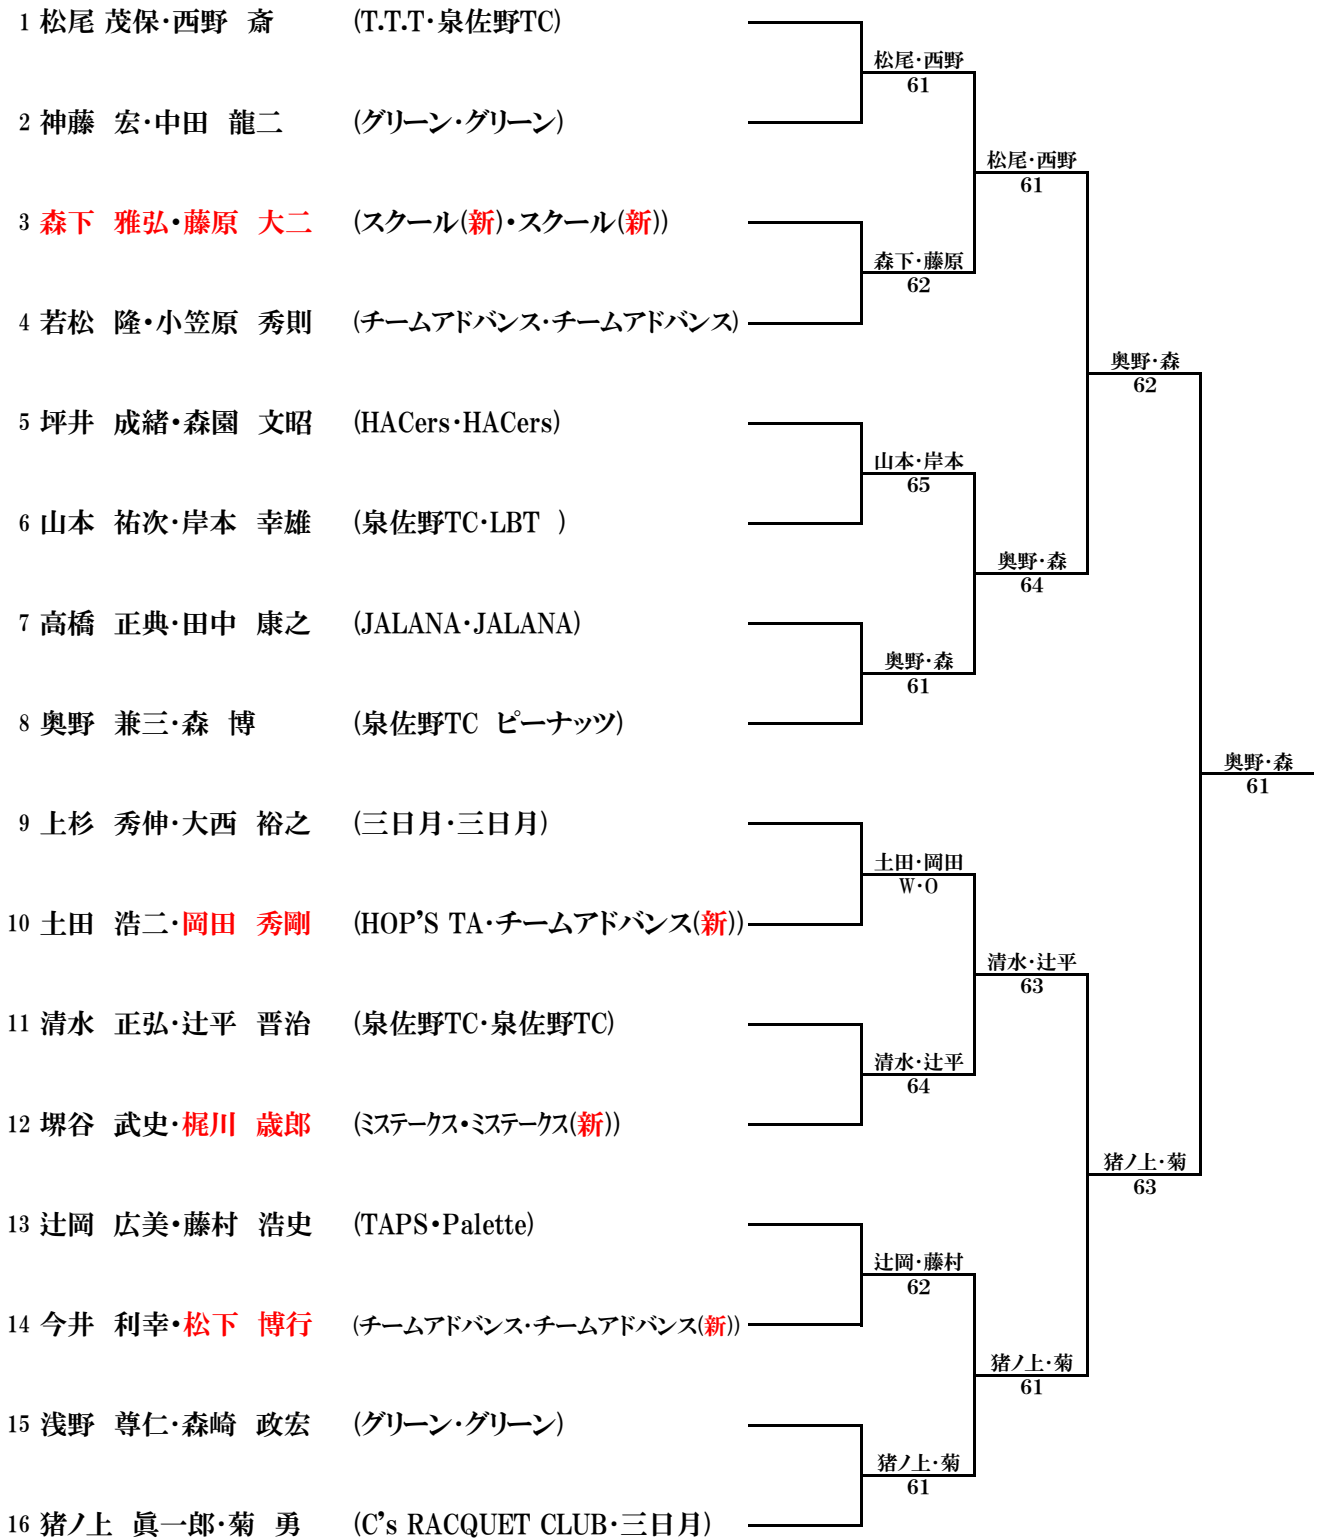 1 松尾 茂保・西野 斎 (T.T.T・泉佐野TC)
松尾・西野
61
2 神藤 宏・中田 龍二 (グリーン・グリーン)
松尾・西野
61
3 森下 雅弘・藤原 大二 (スクール(新)・スクール(新))
森下・藤原
62
4 若松 隆・小笠原 秀則 (チームアドバンス・チームアドバンス)
奥野・森
62
5 坪井 成緒・森園 文昭 (HACers・HACers)
山本・岸本
65
6 山本 祐次・岸本 幸雄 (泉佐野TC・LBT )
奥野・森
64
7 高橋 正典・田中 康之 (JALANA・JALANA)
奥野・森
61
8 奥野 兼三・森 博 (泉佐野TC ピーナッツ)
奥野・森
61
9 上杉 秀伸・大西 裕之 (三日月・三日月)
土田・岡田
W・O
10 土田 浩二・岡田 秀剛 (HOP'S TA・チームアドバンス(新))
清水・辻平
63
11 清水 正弘・辻平 晋治 (泉佐野TC・泉佐野TC)
清水・辻平
64
12 堺谷 武史・梶川 歳郎 (ミステークス・ミステークス(新))
猪ノ上・菊
63
13 辻岡 広美・藤村 浩史 (TAPS・Palette)
辻岡・藤村
62
14 今井 利幸・松下 博行 (チームアドバンス・チームアドバンス(新))
猪ノ上・菊
61
15 浅野 尊仁・森崎 政宏 (グリーン・グリーン)
猪ノ上・菊
61
16 猪ノ上 眞一郎・菊 勇 (C's RACQUET CLUB・三日月)